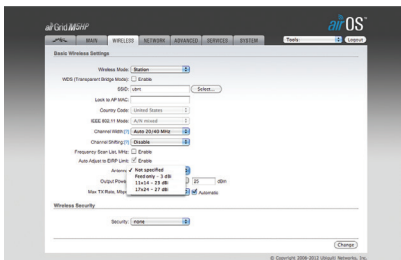 airGrid M5HP
airOS
MAIN WIRELESS NETWORK ADVANCED SERVICES SYSTEM Tools: Logout
Basic Wireless Settings
Wireless Mode: Station
WDS (Transparent Bridge Mode): Enable
SSID: ubnt Select...
Lock to AP MAC:
Country Code: United States
IEEE 802.11 Mode: A/N mixed
Channel Width:[?] Auto 20/40 MHz
Channel Shifting:[?] Disable
Frequency Scan List, MHz: Enable
Auto Adjust to EIRP Limit: Enable
Antenna: Not specified
Feed only - 3 dBi
11x14 - 23 dBi
17x24 - 27 dBi
Output Power: 25 dBm
Max TX Rate, Mbps: Automatic
Wireless Security
Security: none
Change
© Copyright 2006-2012 Ubiquiti Networks, Inc.